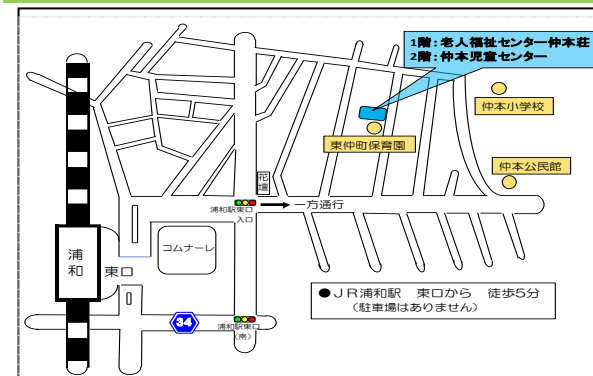 1階:老人福祉センター仲本荘
2階:仲本児童センター
仲本小学校
東仲町保育園
仲本公民館
花壇
浦和駅東口
入口
一方通行
コムナーレ
浦和
東口
●JR浦和駅 東口から 徒歩5分
(駐車場はありません)
34
浦和駅東口
(南)